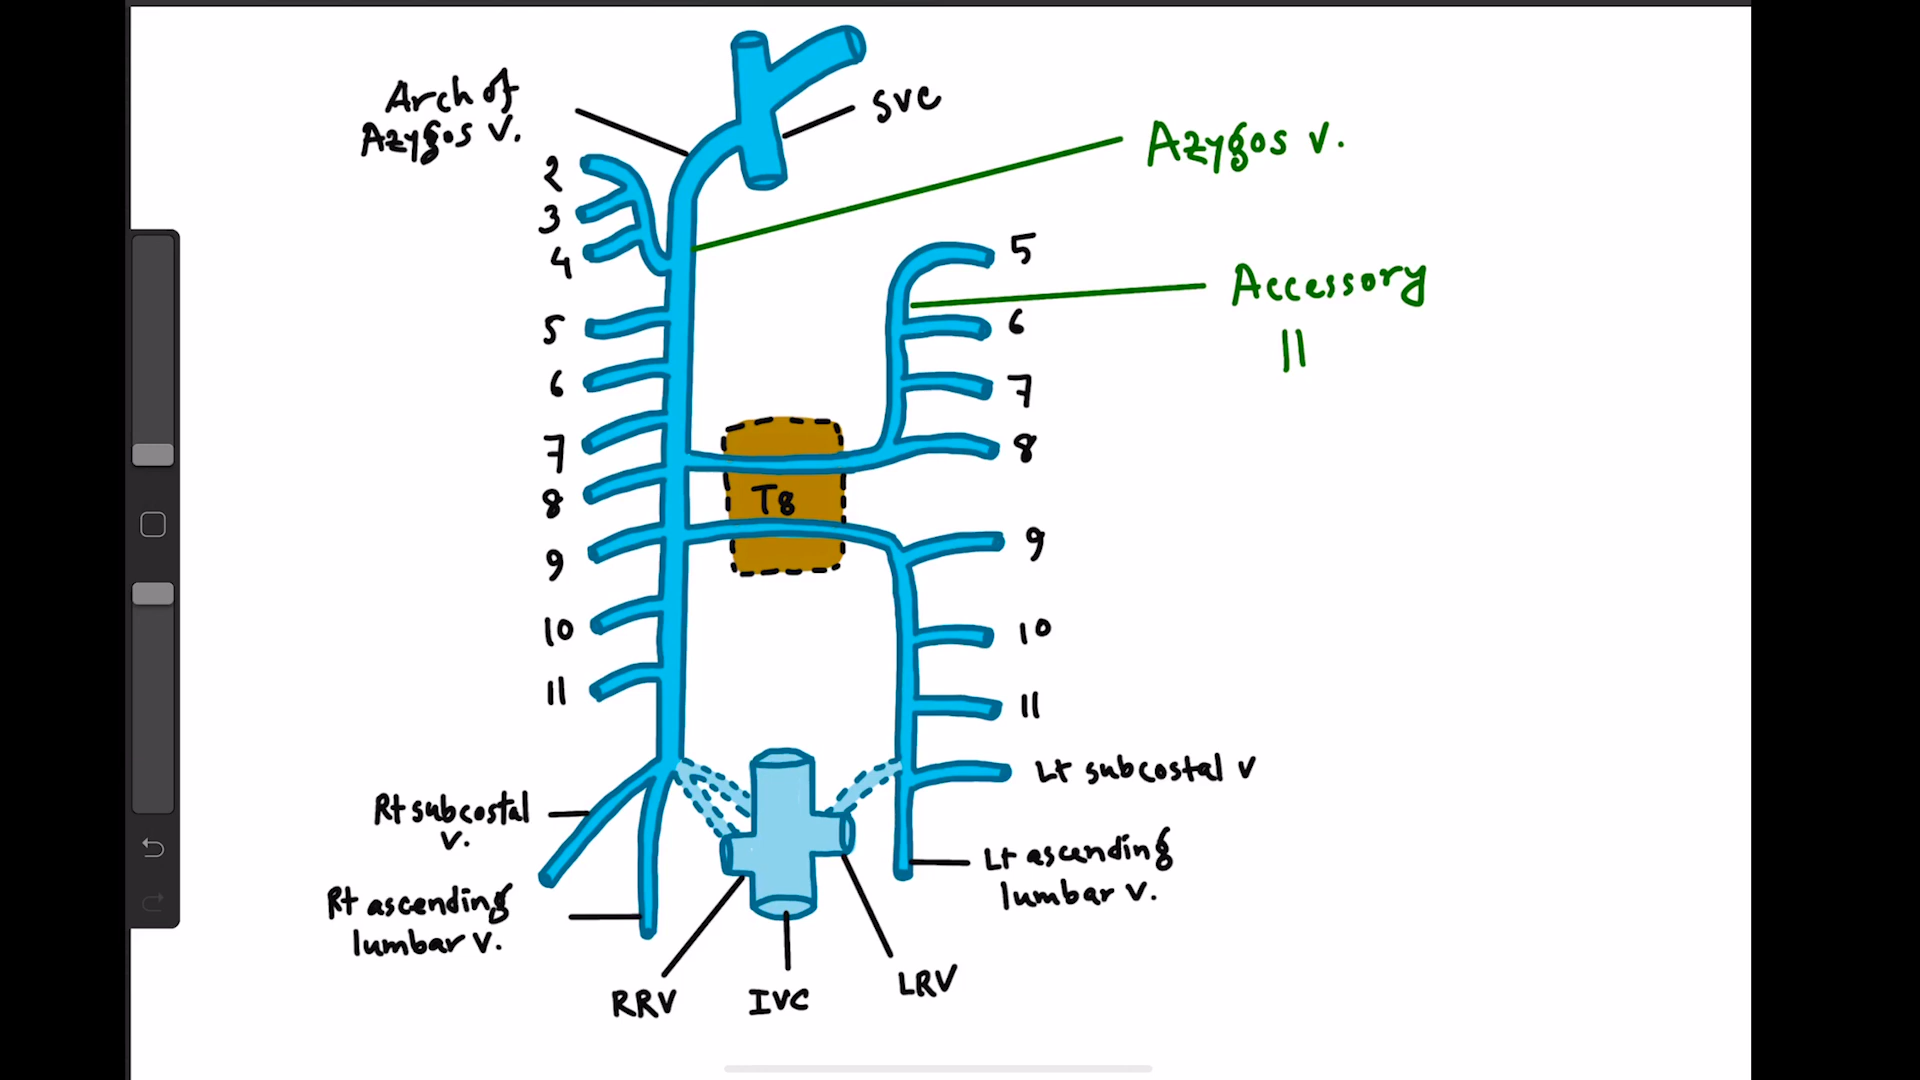 Arch of
Azygos v.
SVC
Azygos v.
2
3
4
5
6
7
8
9
10
11
5
6
7
8
9
10
11
Accessory
||
T8
Rt subcostal
v.
Rt ascending
lumbar v.
Lt subcostal v
Lt ascending
lumbar v.
RRV
IVC
LRV